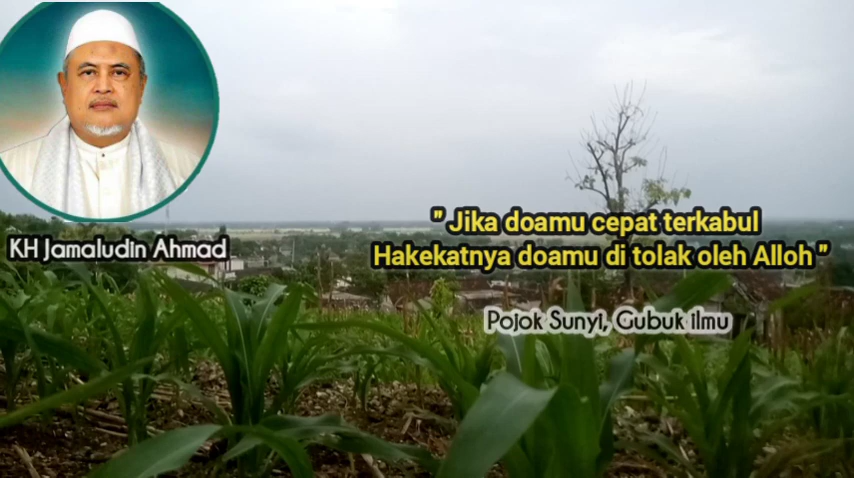 KH Jamaludin Ahmad
" Jika doamu cepat terkabul
Hakekatnya doamu di tolak oleh Alloh "
Pojok Sunyi, Gubuk ilmu